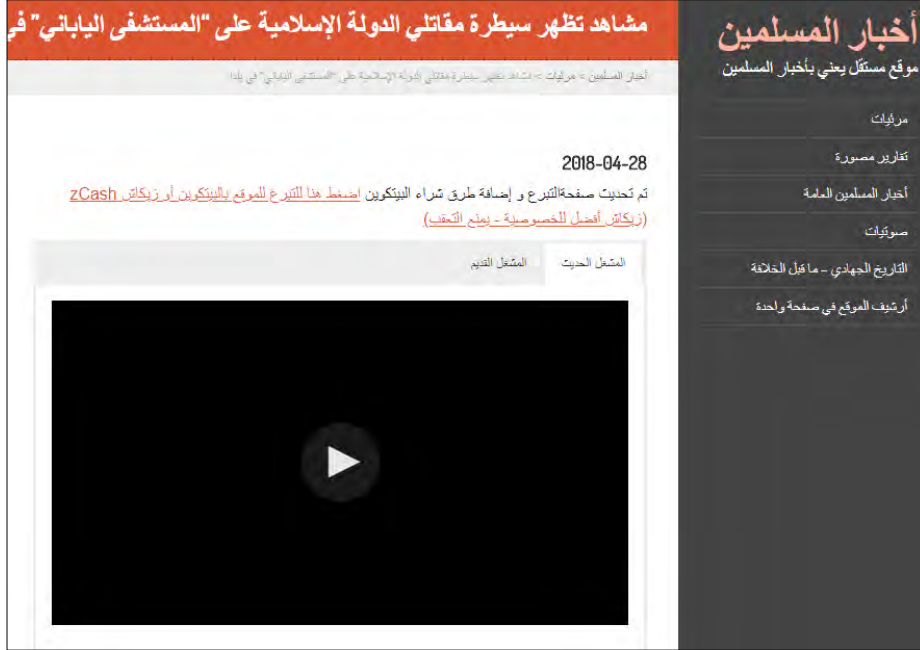 أخبار المسلمين
موقع مستقل يعني بأخبار المسلمين
مرئيات
تقارير مصورة
أخبار المسلمين العامة
صوتيات
التاريخ الجهادي – ما قبل الخلافة
أرشيف الموقع في صفحة واحدة
مشاهد تظهر سيطرة مقاتلي الدولة الإسلامية على "المستشفى الياباني" في
أخبار المسلمين > مرئيات > مشاهد تظهر سيطرة مقاتلي الدولة الإسلامية على "المستشفى الياباني" في يلدا
2018-04-28
تم تحديث صفحةالتبرع و إضافة طرق شراء البيتكوين اضغط هنا للتبرع للموقع بالبيتكوين أو زيكاش zCash
(زيكاش أفضل للخصوصية - يمنع التعقب)
المشغل الحديث
المشغل القديم